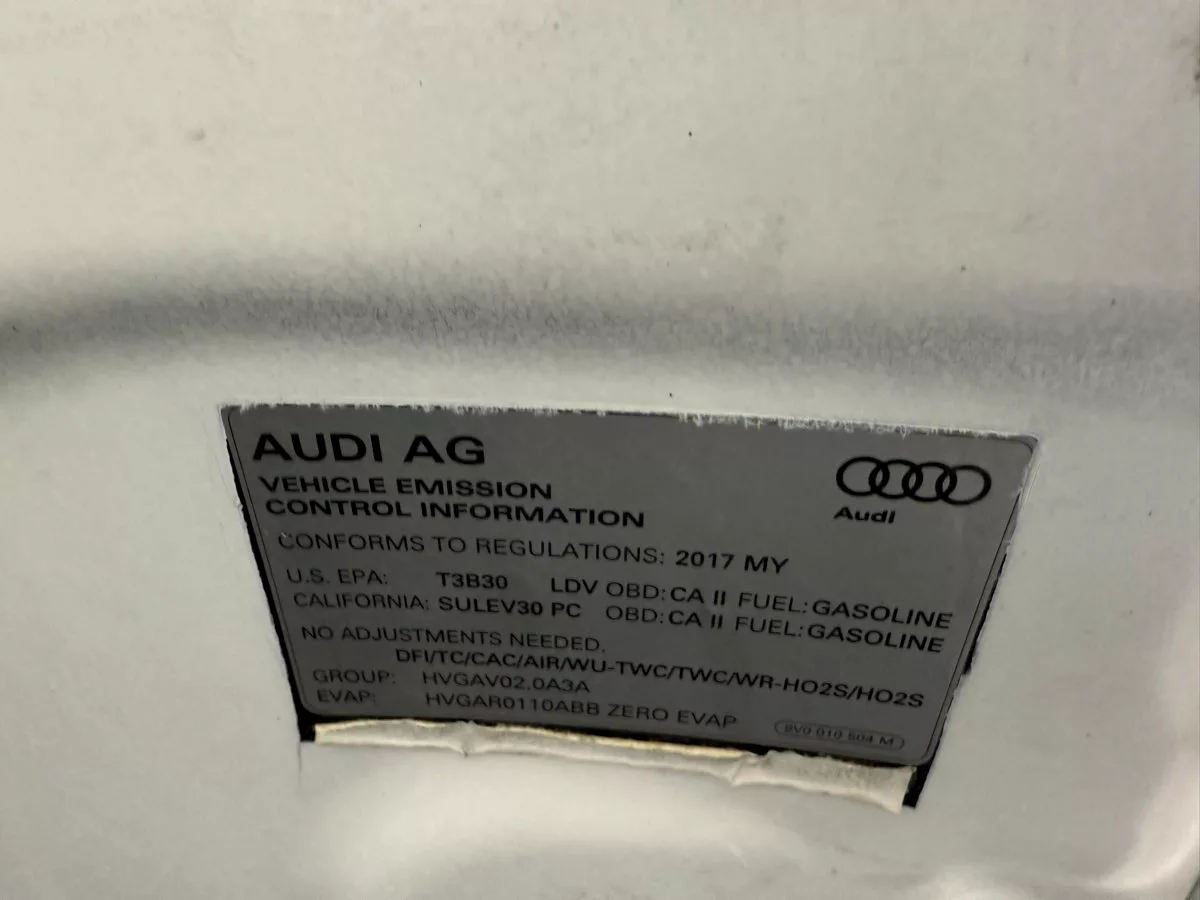 AUDI AG
Audi
VEHICLE EMISSION
CONTROL INFORMATION
CONFORMS TO REGULATIONS: 2017 MY
U.S. EPA: T3B30 LDV OBD: CA II FUEL: GASOLINE
CALIFORNIA: SULEV30 PC OBD: CA II FUEL: GASOLINE
NO ADJUSTMENTS NEEDED,
DFI/TC/CAC/AIR/WU-TWC/TWC/WR-HO2S/HO2S
GROUP: HVGAV02.0A3A
EVAP: HVGAR0110ABB ZERO EVAP
010 504 M